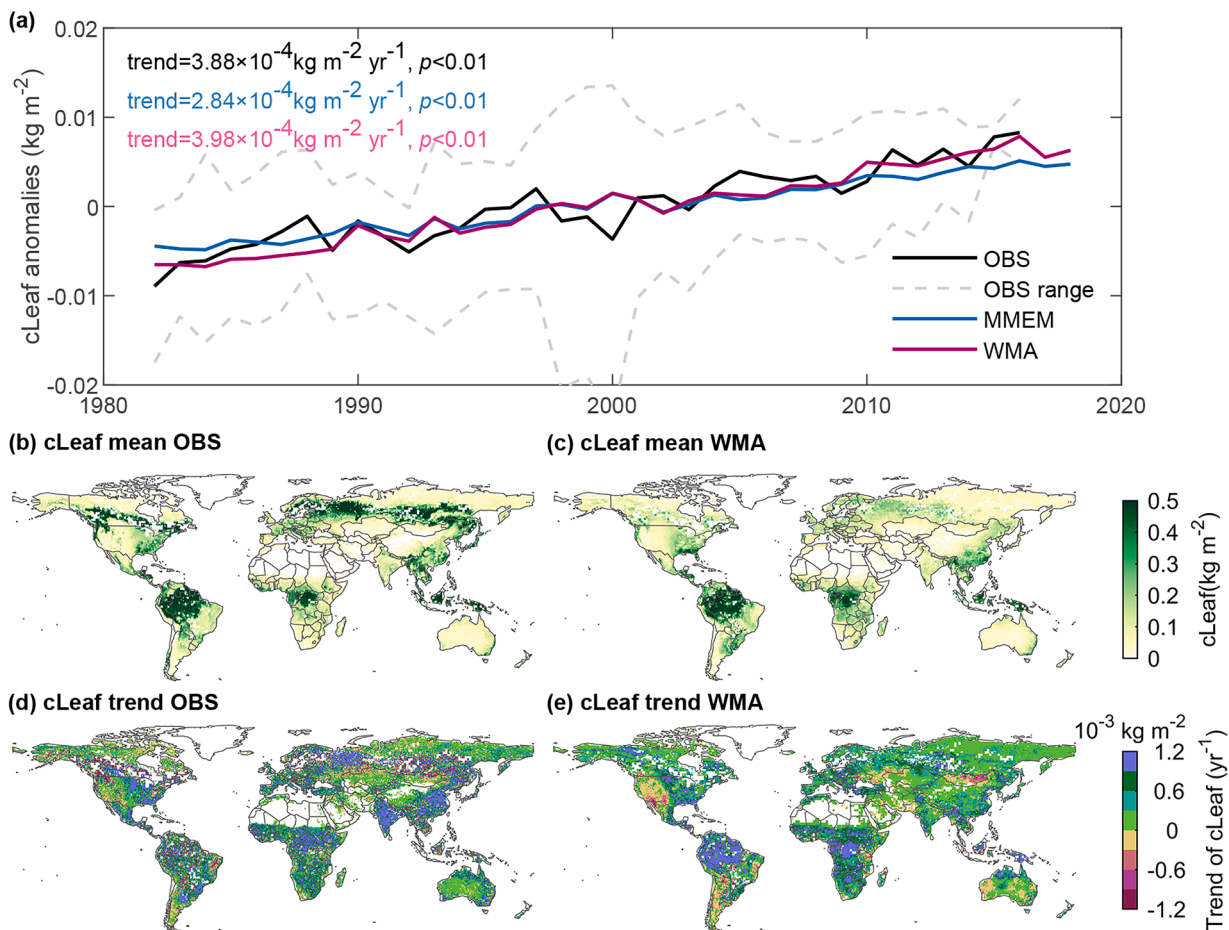 (a)
0.02
0.01
0
-0.01
-0.02
cLeaf anomalies (kg m⁻²)
trend=3.88×10⁻⁴kg m⁻² yr⁻¹, p<0.01
trend=2.84×10⁻⁴kg m⁻² yr⁻¹, p<0.01
trend=3.98×10⁻⁴kg m⁻² yr⁻¹, p<0.01
OBS
OBS range
MMEM
WMA
1980 1990 2000 2010 2020
(b) cLeaf mean OBS
(c) cLeaf mean WMA
0.5
0.4
0.3
0.2
0.1
0
cLeaf(kg m⁻²)
(d) cLeaf trend OBS
(e) cLeaf trend WMA
10⁻³ kg m⁻²
1.2
0.6
0
-0.6
-1.2
Trend of cLeaf (yr⁻¹)